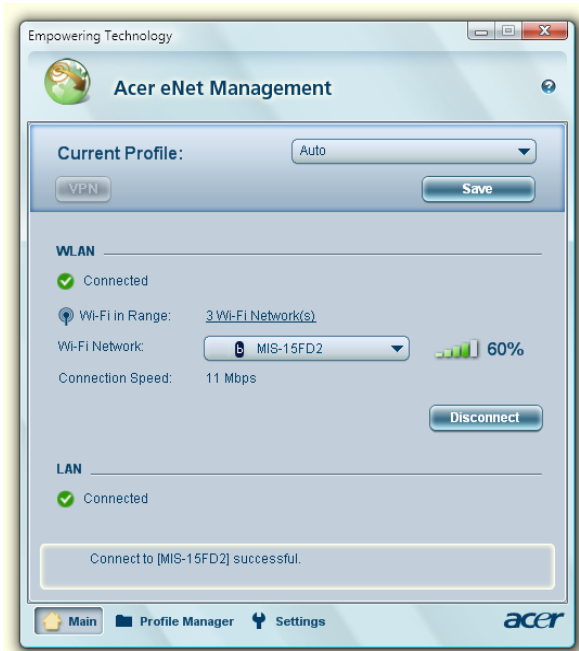 Empowering Technology
Acer eNet Management
Current Profile:
Auto
VPN
Save
WLAN
Connected
Wi-Fi in Range: 3 Wi-Fi Network(s)
Wi-Fi Network: b MIS-15FD2 60%
Connection Speed: 11 Mbps
Disconnect
LAN
Connected
Connect to [MIS-15FD2] successful.
Main Profile Manager Settings acer